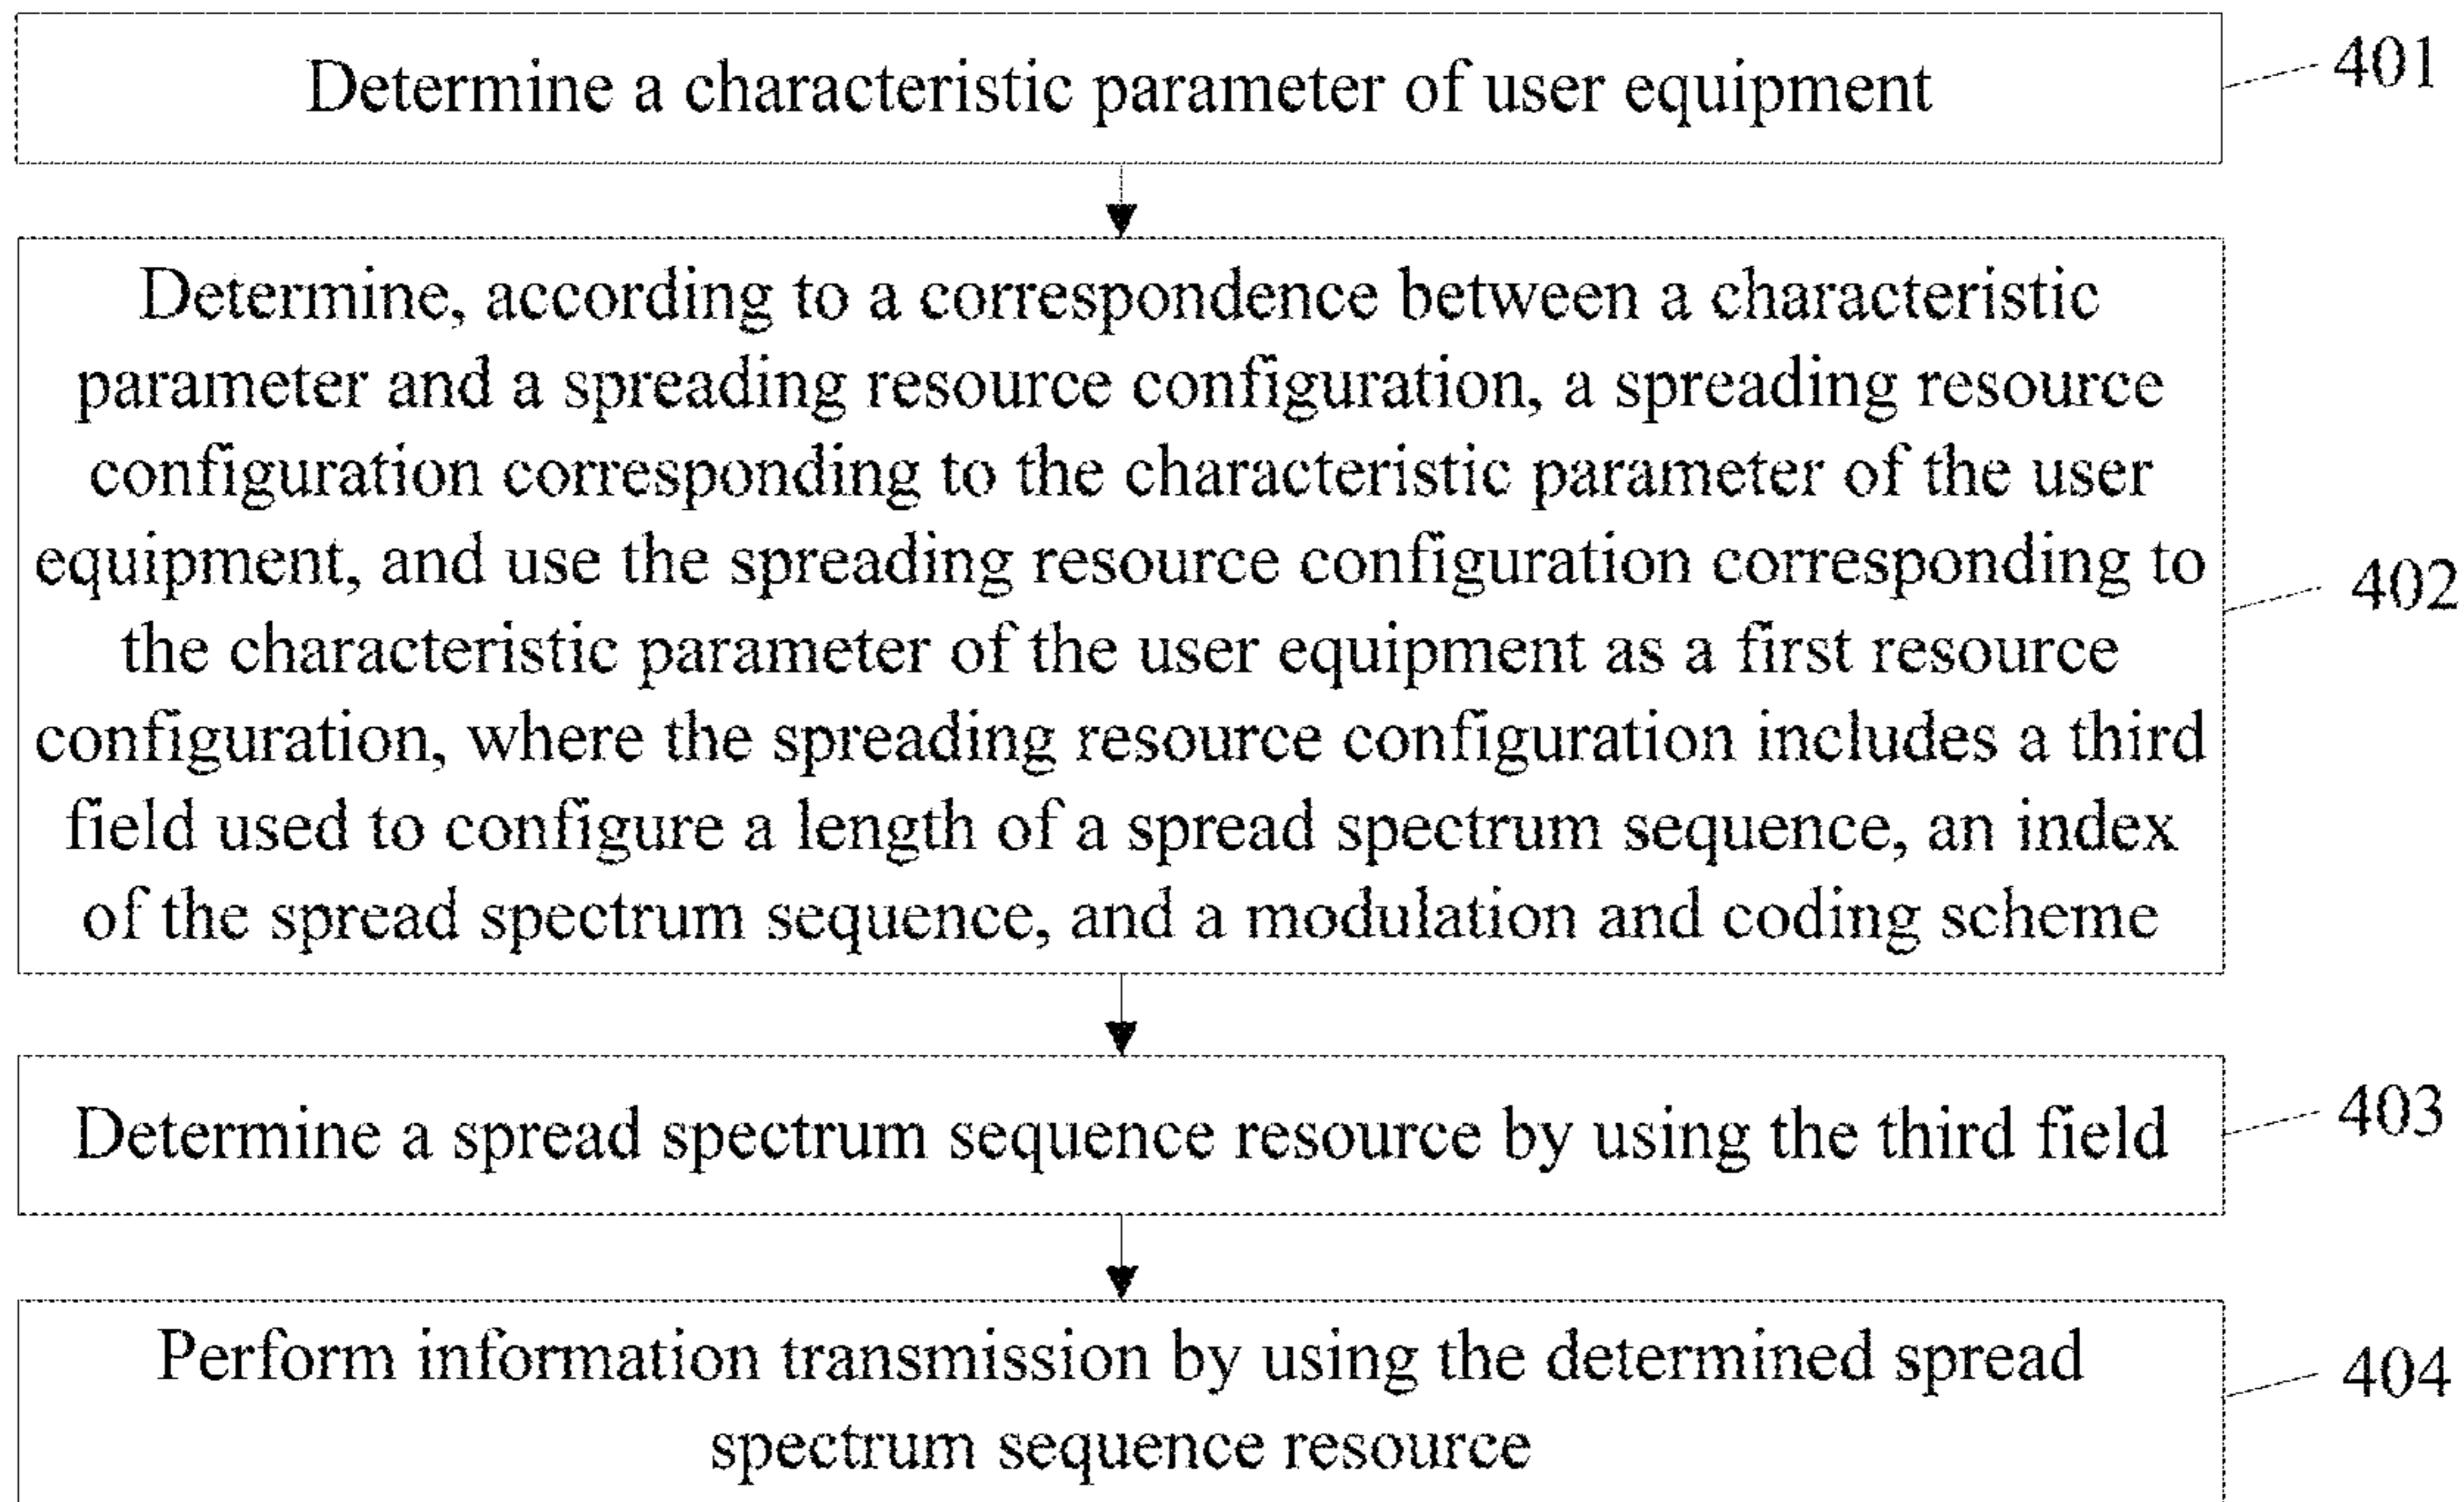 Determine a characteristic parameter of user equipment
401
Determine, according to a correspondence between a characteristic
parameter and a spreading resource configuration, a spreading resource
configuration corresponding to the characteristic parameter of the user
equipment, and use the spreading resource configuration corresponding to
the characteristic parameter of the user equipment as a first resource
configuration, where the spreading resource configuration includes a third
field used to configure a length of a spread spectrum sequence, an index
of the spread spectrum sequence, and a modulation and coding scheme
402
Determine a spread spectrum sequence resource by using the third field
403
Perform information transmission by using the determined spread
spectrum sequence resource
404